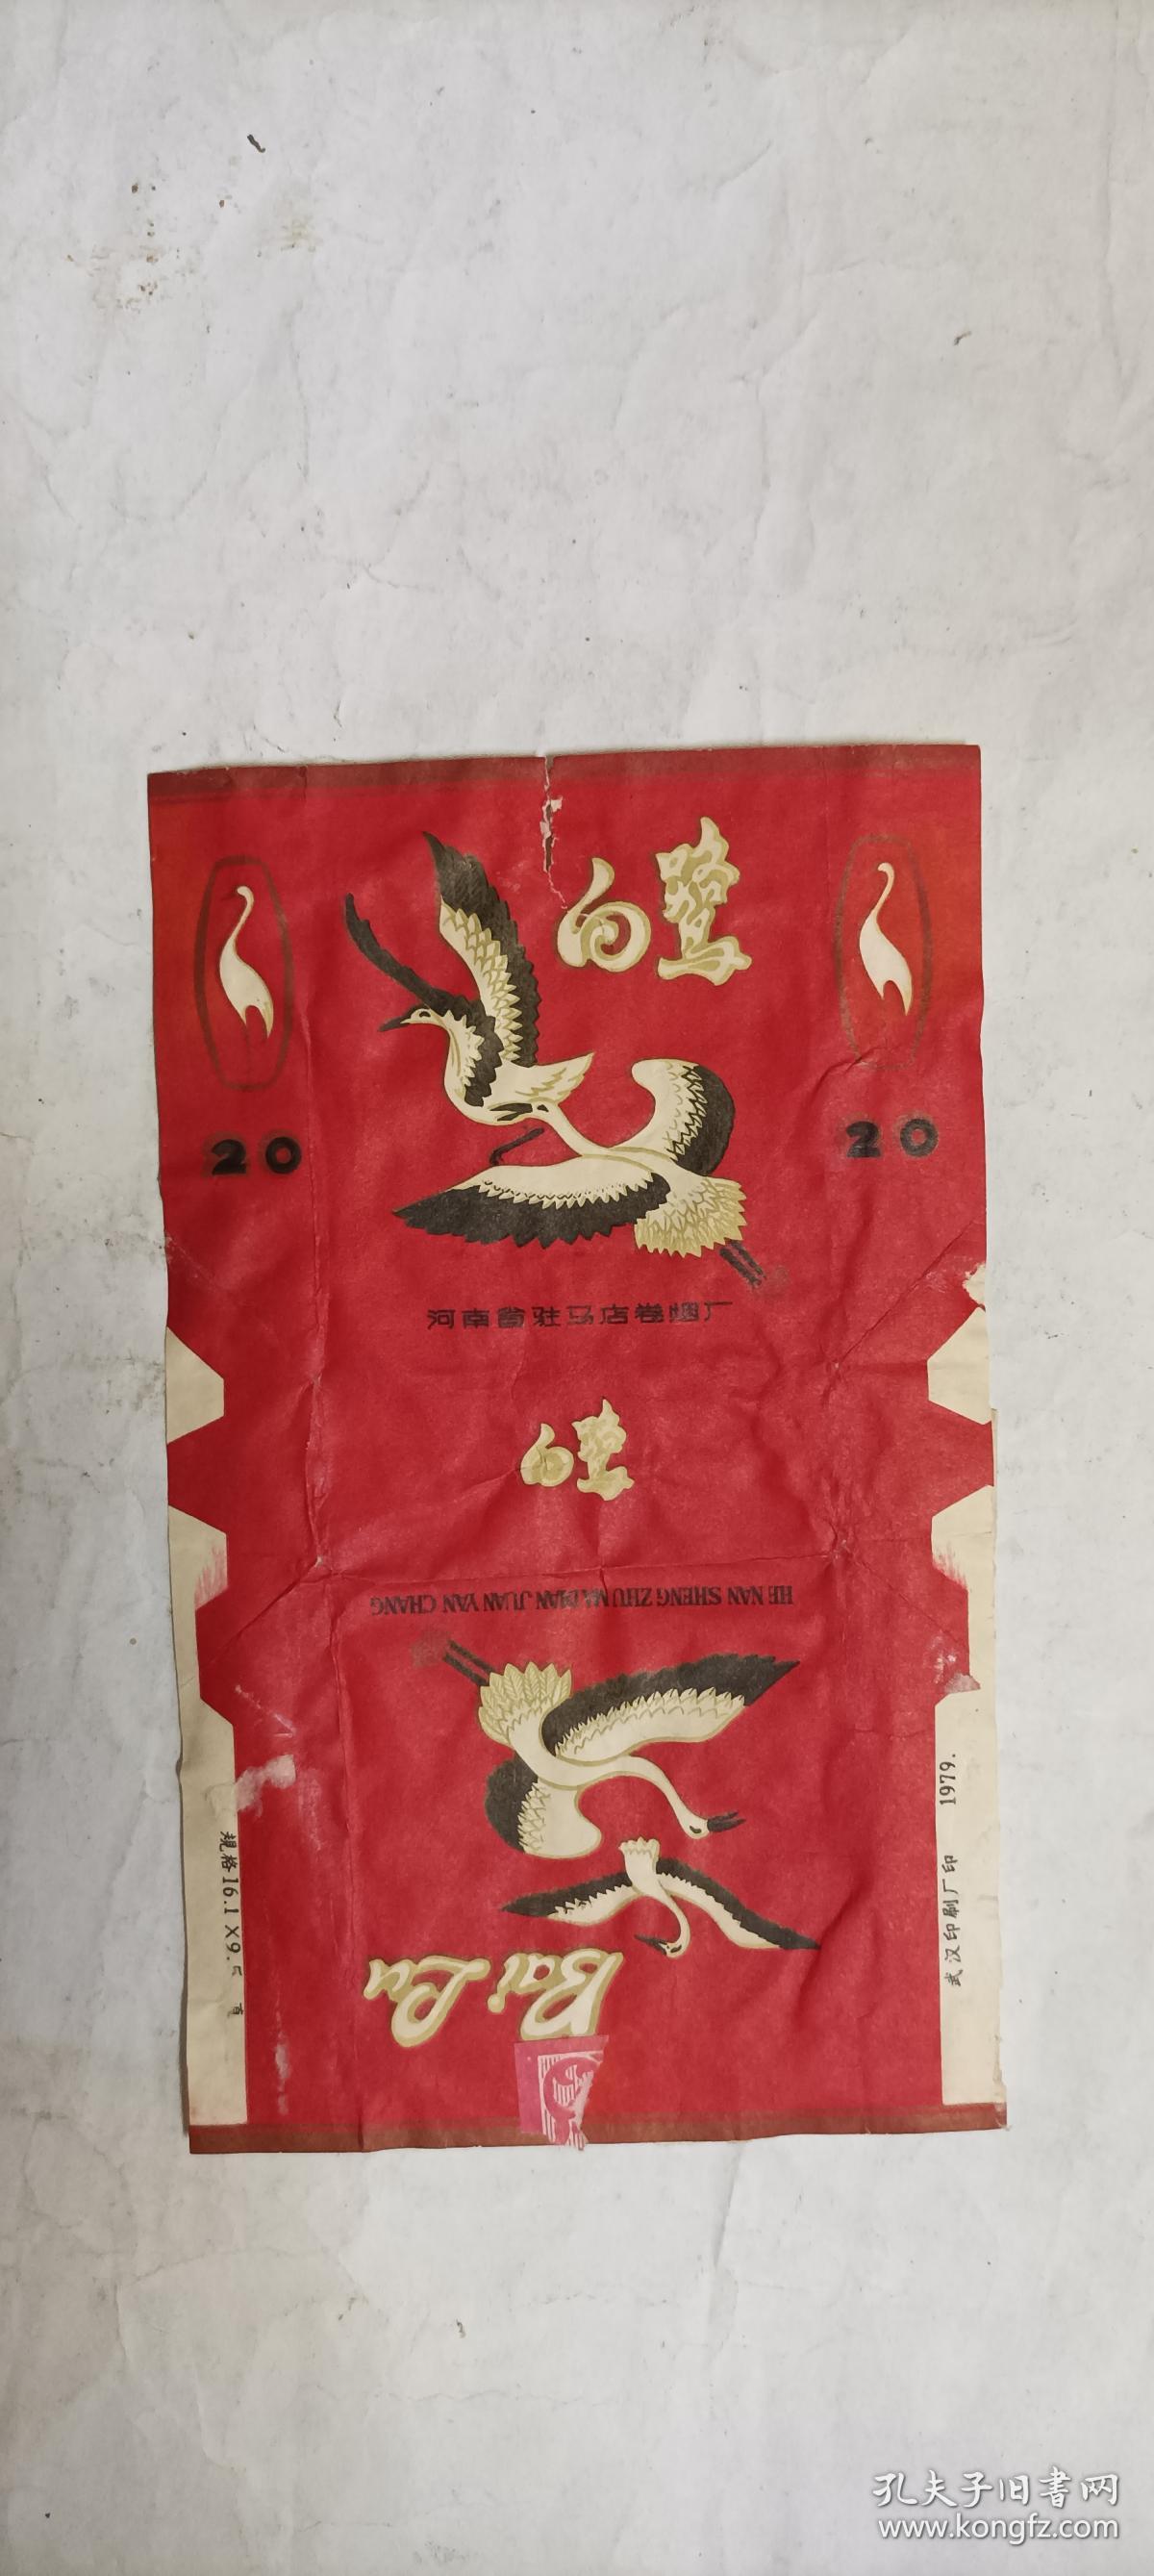 白鹭
20
20
河南省驻马店卷烟厂
白鹭
HE NAN SHENG ZHU MA DIAN JUAN YAN CHANG
Bai Lu
规格16.1×9.5
武汉印刷厂印 1979.
孔夫子旧書网
www.kongfz.com